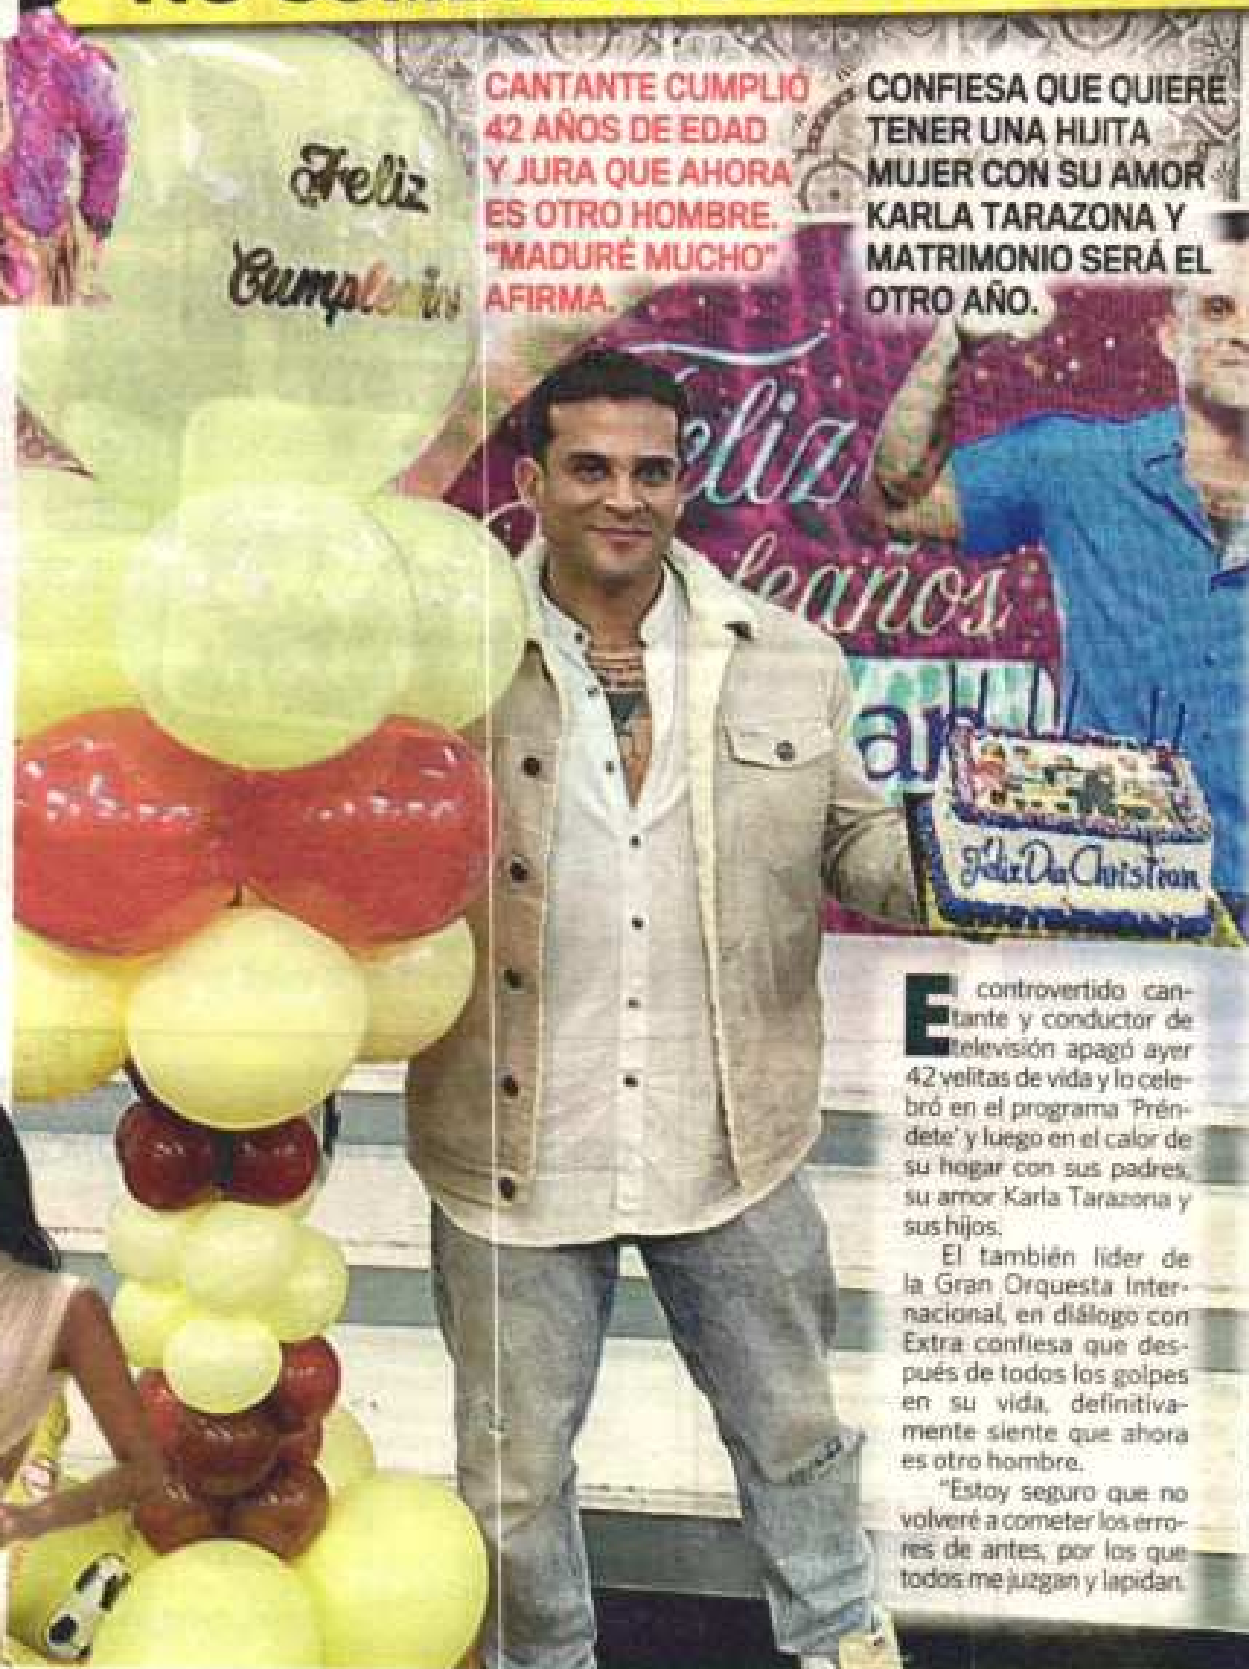 Feliz
Cumpleaños
CANTANTE CUMPLIÓ
42 AÑOS DE EDAD
Y JURA QUE AHORA
ES OTRO HOMBRE.
"MADURÉ MUCHO"
AFIRMA.
CONFIESA QUE QUIERE
TENER UNA HIJITA
MUJER CON SU AMOR
KARLA TARAZONA Y
MATRIMONIO SERÁ EL
OTRO AÑO.
eliz
leaños
an
Feliz Dia Christian
E controvertido can-
tante y conductor de
televisión apagó ayer
42 velitas de vida y lo cele-
bró en el programa 'Prén-
dete' y luego en el calor de
su hogar con sus padres,
su amor Karla Tarazona y
sus hijos.
El también líder de
la Gran Orquesta Inter-
nacional, en diálogo con
Extra confiesa que des-
pués de todos los golpes
en su vida, definitiva-
mente siente que ahora
es otro hombre.
"Estoy seguro que no
volveré a cometer los erro-
res de antes, por los que
todos me juzgan y lapidan.